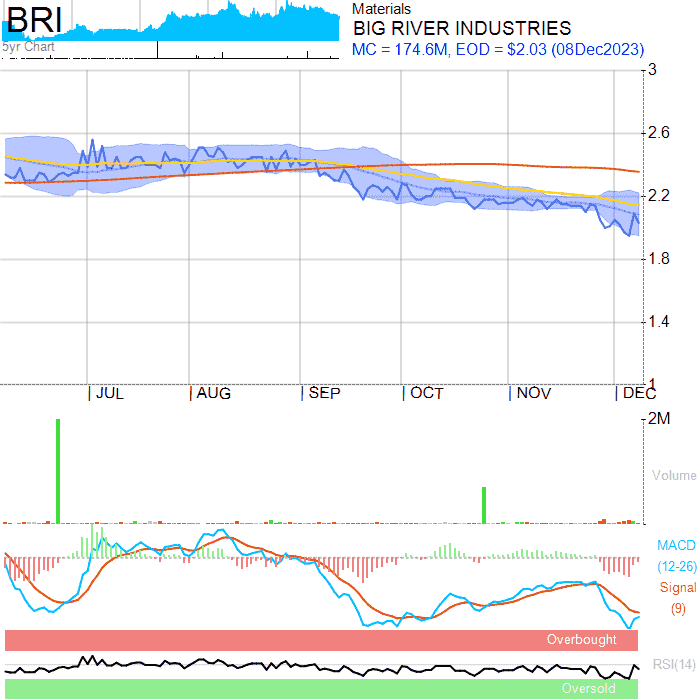 BRI
5yr Chart
Materials
BIG RIVER INDUSTRIES
MC = 174.6M, EOD = $2.03 (08Dec2023)
3
2.6
2.2
1.8
1.4
1
JUL AUG SEP OCT NOV DEC
2M
Volume
MACD
(12-26)
Signal
(9)
Overbought
RSI(14)
Oversold